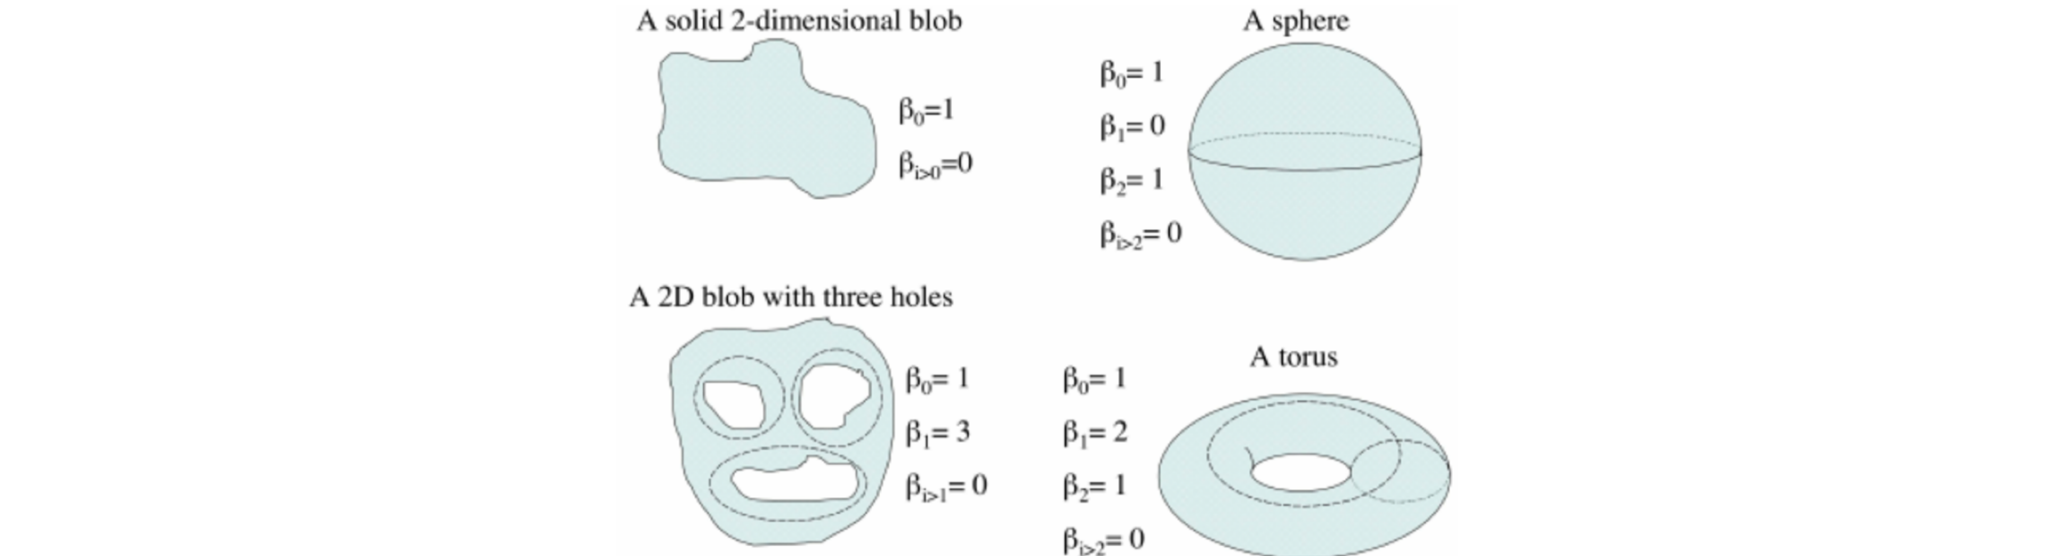 A solid 2-dimensional blob
β₀=1
βᵢ>₀=0
A sphere
β₀= 1
β₁= 0
β₂= 1
βᵢ>₂= 0
A 2D blob with three holes
β₀= 1
β₁= 3
βᵢ>₁= 0
A torus
β₀= 1
β₁= 2
β₂= 1
βᵢ>₂= 0